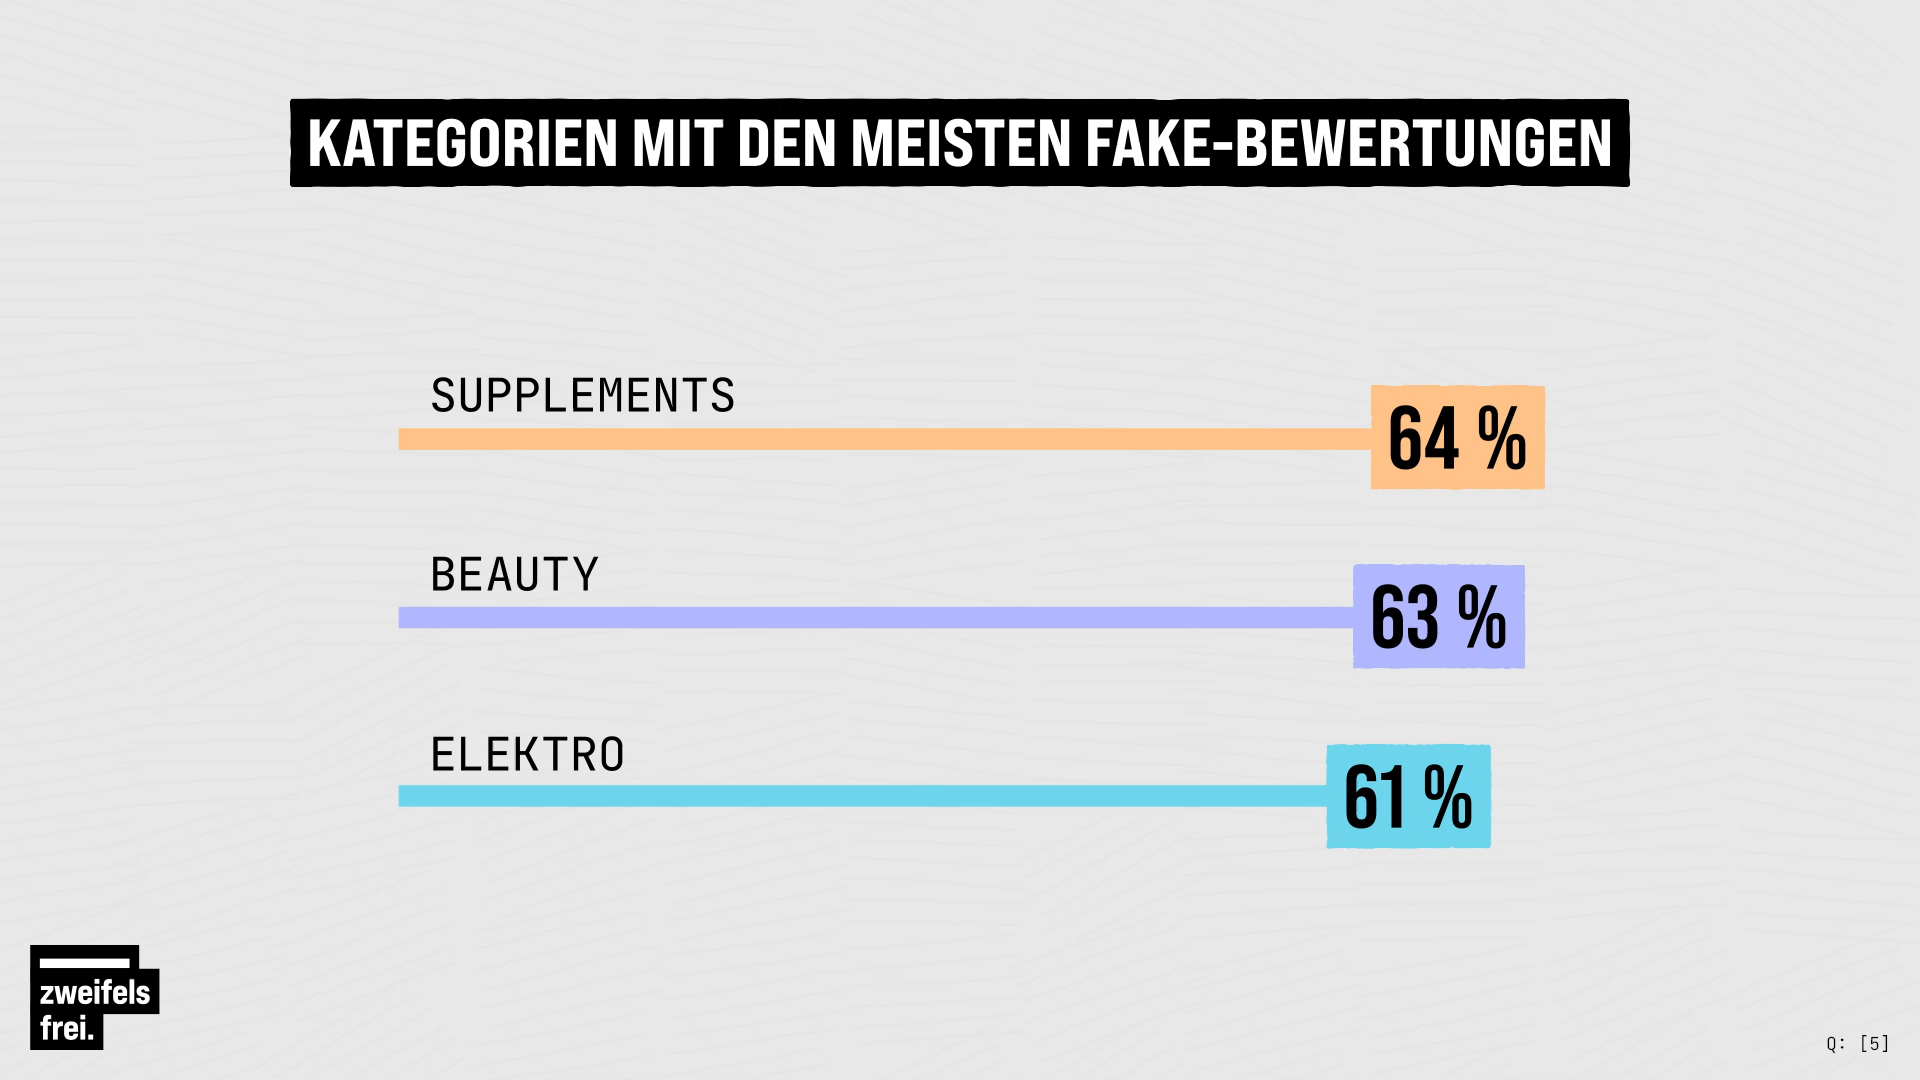 KATEGORIEN MIT DEN MEISTEN FAKE-BEWERTUNGEN
SUPPLEMENTS
64 %
BEAUTY
63 %
ELEKTRO
61 %
zweifels
frei.
Q: [5]